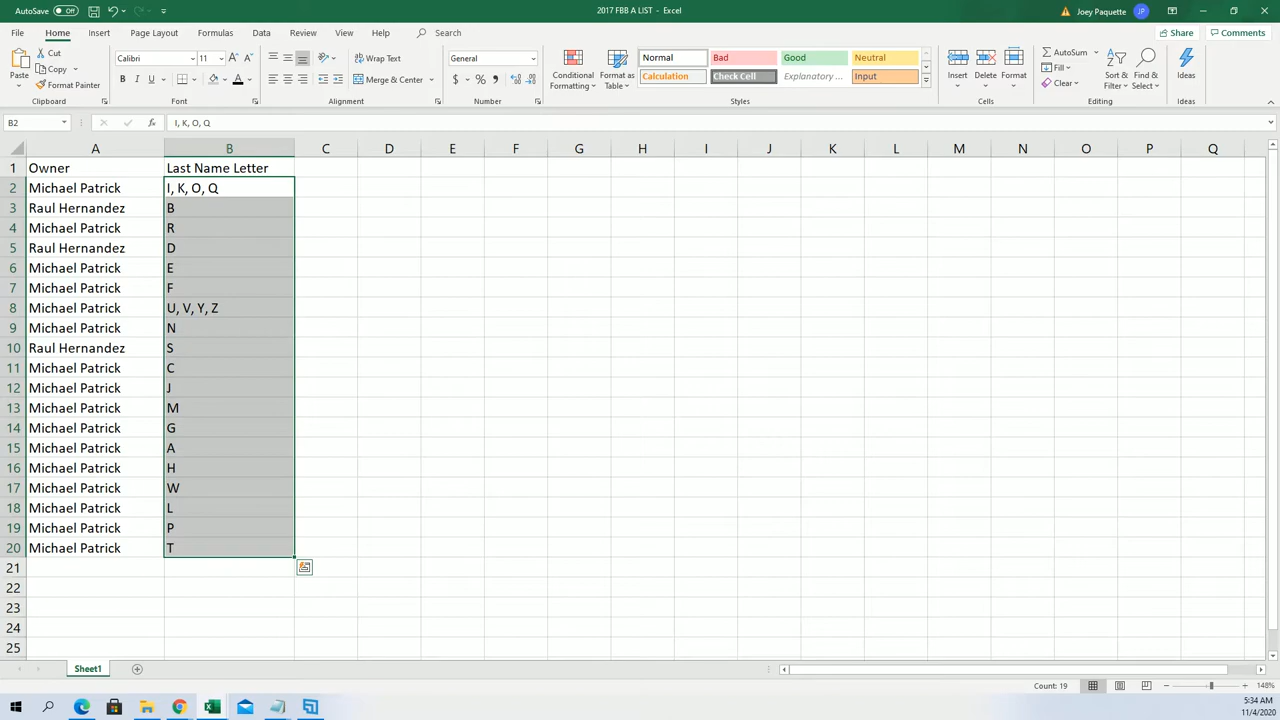 AutoSave Off 2017 FBB A LIST - Excel Joey Paquette JP
File Home Insert Page Layout Formulas Data Review View Help Search Share Comments
Paste Cut Copy Format Painter Clipboard
Calibri 11 B I U A Font
Wrap Text Merge & Center Alignment
General $ % Number
Conditional Formatting Format as Table
Normal Bad Good Neutral
Calculation Check Cell Explanatory ... Input
Styles
Insert Delete Format Cells
AutoSum Fill Clear Sort & Filter Find & Select Editing
Ideas Ideas
B2 fx I, K, O, Q
A B C D E F G H I J K L M N O P Q
1 Owner Last Name Letter
2 Michael Patrick I, K, O, Q
3 Raul Hernandez B
4 Michael Patrick R
5 Raul Hernandez D
6 Michael Patrick E
7 Michael Patrick F
8 Michael Patrick U, V, Y, Z
9 Michael Patrick N
10 Raul Hernandez S
11 Michael Patrick C
12 Michael Patrick J
13 Michael Patrick M
14 Michael Patrick G
15 Michael Patrick A
16 Michael Patrick H
17 Michael Patrick W
18 Michael Patrick L
19 Michael Patrick P
20 Michael Patrick T
21
22
23
24
25
Sheet1
Count: 19 148%
5:34 AM
11/4/2020